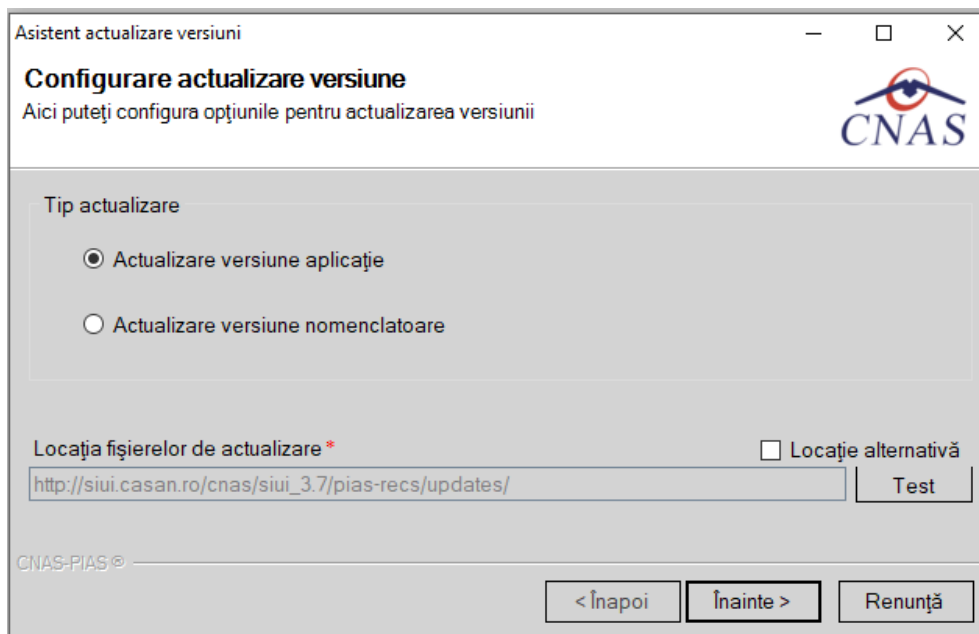 Asistent actualizare versiuni
Configurare actualizare versiune
Aici puteţi configura opţiunile pentru actualizarea versiunii
CNAS
Tip actualizare
Actualizare versiune aplicaţie
Actualizare versiune nomenclatoare
Locaţia fişierelor de actualizare *
Locaţie alternativă
http://siui.casan.ro/cnas/siui_3.7/pias-recs/updates/
Test
CNAS-PIAS ®
< Înapoi
Înainte >
Renunţă